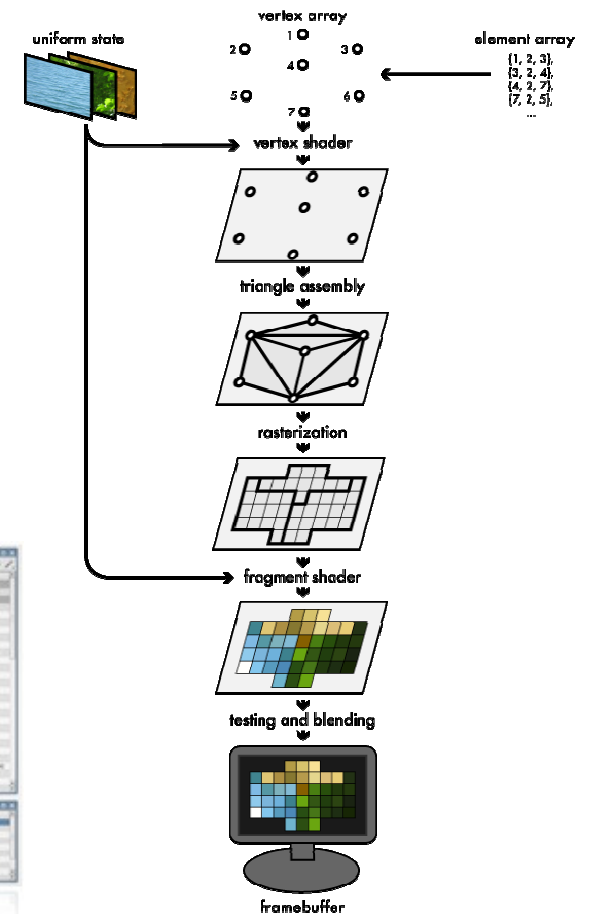 vertex array
uniform state
element array
1
2
3
4
5
6
7
{1, 2, 3},
{3, 2, 4},
{4, 2, 7},
{7, 2, 5},
...
vertex shader
triangle assembly
rasterization
fragment shader
testing and blending
framebuffer